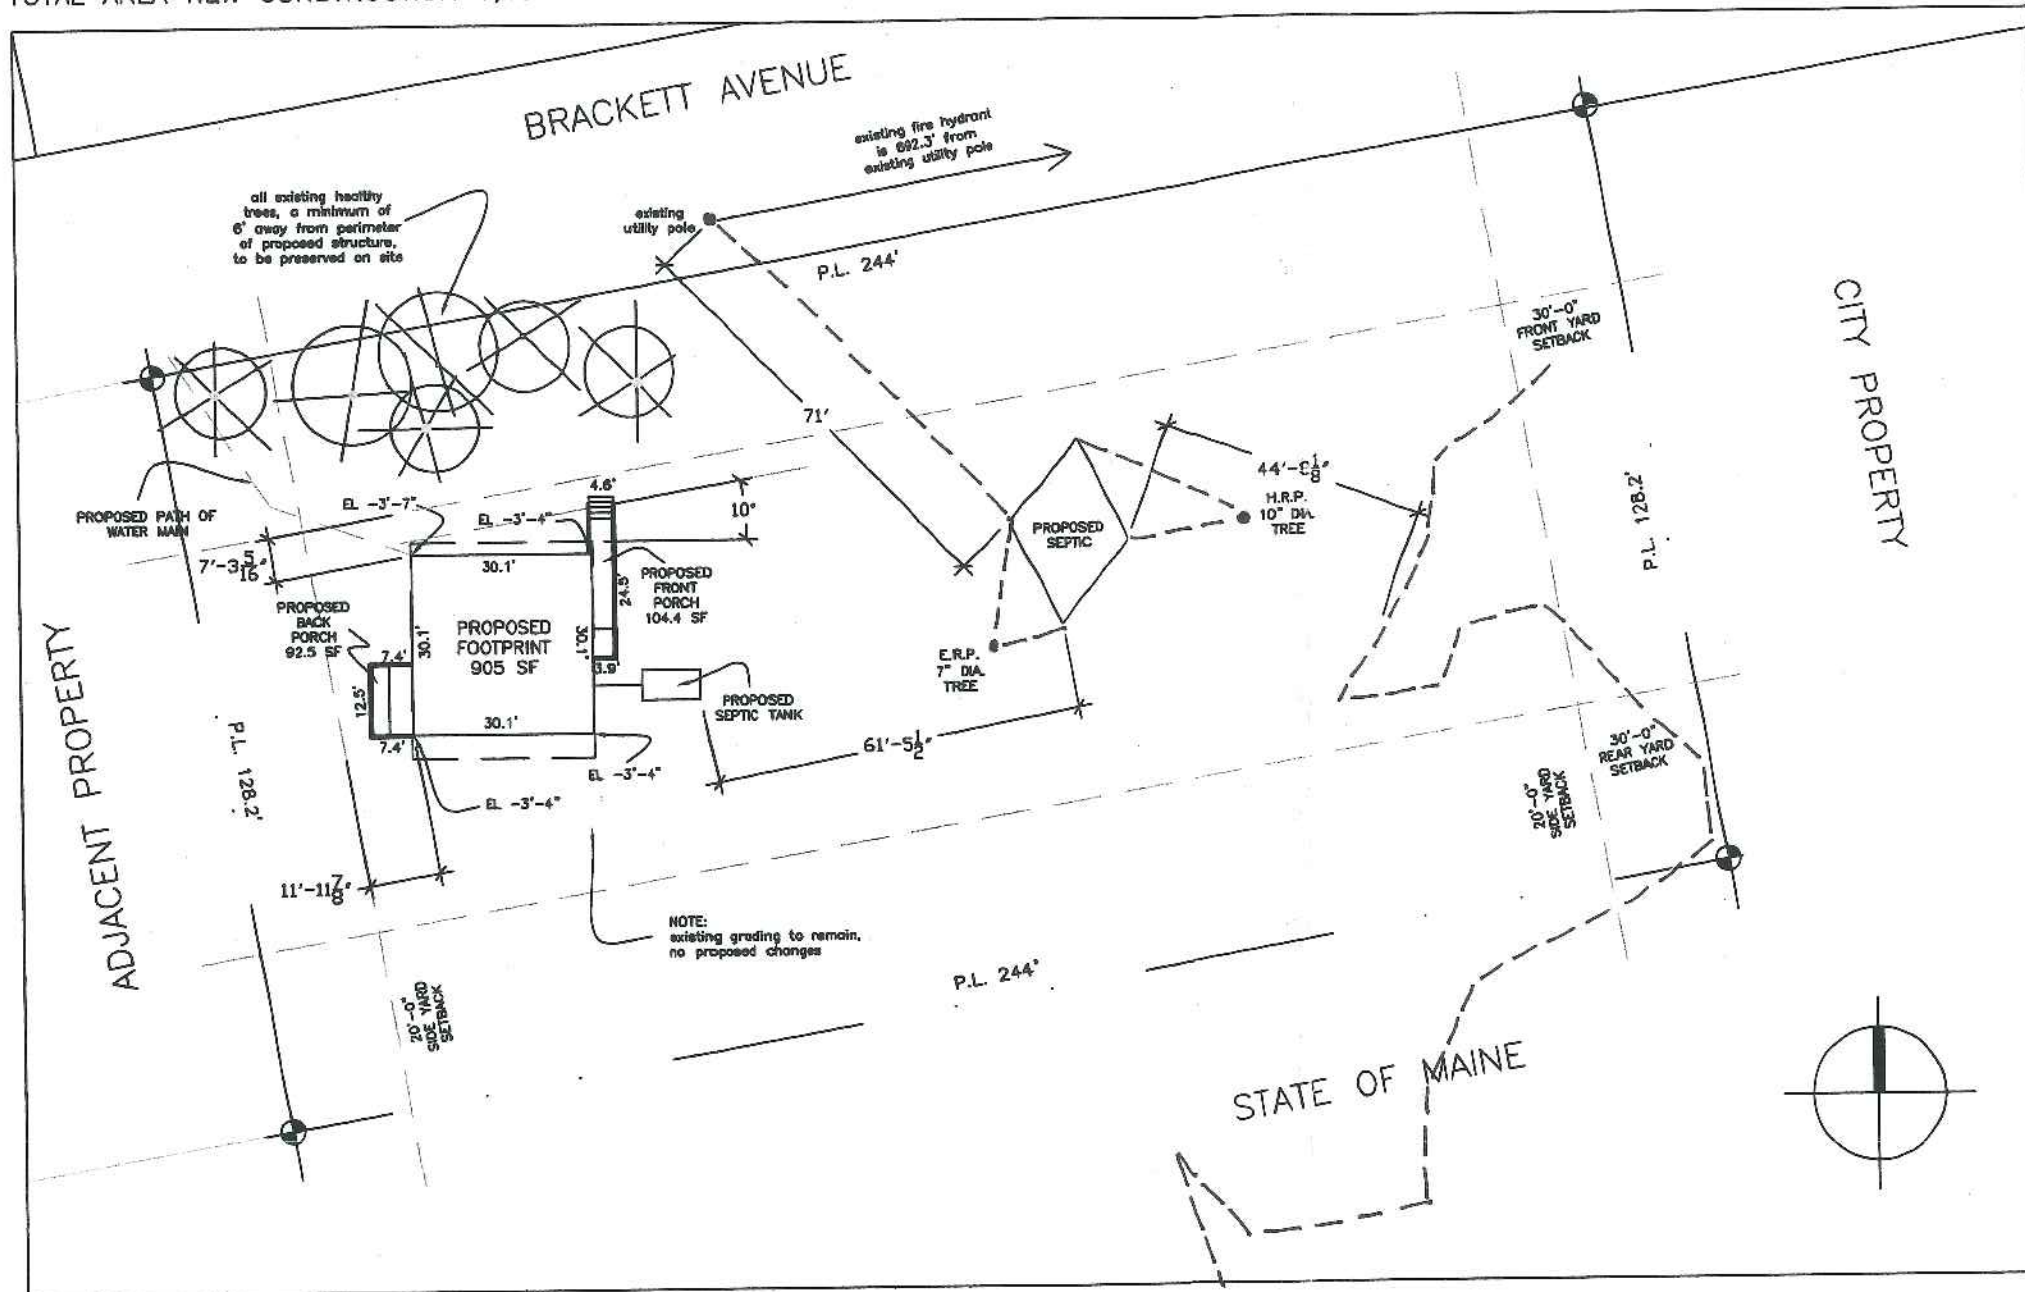 BRACKETT AVENUE
existing fire hydrant
is 692.3' from
existing utility pole
all existing healthy
trees, a minimum of
6' away from perimeter
of proposed structure,
to be preserved on site
existing
utility pole
P.L. 244'
30'-0"
FRONT YARD
SETBACK
CITY PROPERTY
71'
P.L. 128.2'
H.R.P.
10" DIA.
TREE
PROPOSED
SEPTIC
PROPOSED PATH OF
WATER MAIN
EL -3'-7"
EL -3'-4"
4.6'
10°
7'-3 5/16"
30.1'
PROPOSED
FRONT
PORCH
104.4 SF
24.5'
PROPOSED
BACK
PORCH
92.5 SF
30.1'
PROPOSED
FOOTPRINT
905 SF
30.1'
7.4'
3.9'
12.5'
7.4'
30.1'
E.R.P.
7" DIA.
TREE
PROPOSED
SEPTIC TANK
61'-5 1/2"
EL -3'-4"
EL -3'-4"
30'-0"
REAR YARD
SETBACK
20'-0"
SIDE YARD
SETBACK
ADJACENT PROPERTY
P.L. 128.2'
11'-11 7/8"
NOTE:
existing grading to remain,
no proposed changes
20'-0"
SIDE YARD
SETBACK
P.L. 244'
STATE OF MAINE